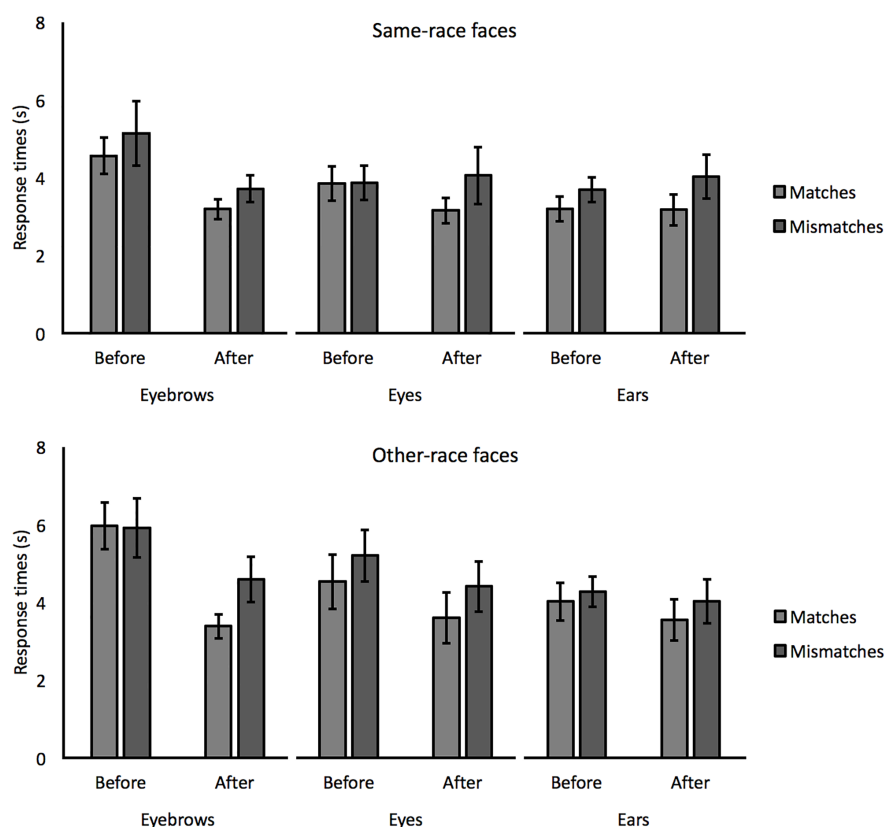 Same-race faces
Response times (s)
8
6
4
2
0
Matches
Mismatches
Before After Before After Before After
Eyebrows Eyes Ears
Other-race faces
Response times (s)
8
6
4
2
0
Matches
Mismatches
Before After Before After Before After
Eyebrows Eyes Ears